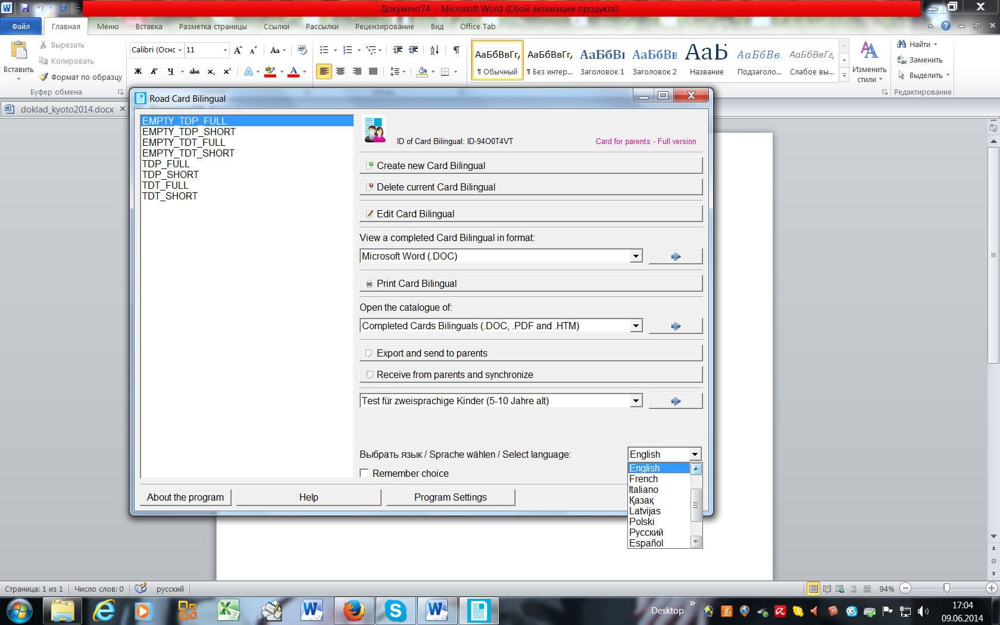 Документ74 - Microsoft Word (Сбой активации продукта)
Файл
Главная
Меню
Вставка
Разметка страницы
Ссылки
Рассылки
Рецензирование
Вид
Office Tab
Вставить
Вырезать
Копировать
Формат по образцу
Буфер обмена
Calibri (Оснс
11
Aa
Ж К Ч abc x₂ x²
АаБбВвГг,
¶ Обычный
АаБбВвГг,
¶ Без интер...
АаБбВі
Заголовок 1
АаБбВв
Заголовок 2
АаБ
Название
АаБбВв.
Подзаголо...
АаБбВвГг,
Слабое вы...
Изменить
стили
Найти
Заменить
Выделить
Редактирование
doklad_kyoto2014.docx
Road Card Bilingual
EMPTY_TDP_FULL
EMPTY_TDP_SHORT
EMPTY_TDT_FULL
EMPTY_TDT_SHORT
TDP_FULL
TDP_SHORT
TDT_FULL
TDT_SHORT
ID of Card Bilingual: ID-94O0T4VT
Card for parents - Full version
Create new Card Bilingual
Delete current Card Bilingual
Edit Card Bilingual
View a completed Card Bilingual in format:
Microsoft Word (.DOC)
Print Card Bilingual
Open the catalogue of:
Completed Cards Bilinguals (.DOC, .PDF and .HTM)
Export and send to parents
Receive from parents and synchronize
Test für zweisprachige Kinder (5-10 Jahre alt)
Выбрать язык / Sprache wählen / Select language:
English
Remember choice
English
French
Italiano
Қазақ
Latvijas
Polski
Русский
Español
About the program
Help
Program Settings
Страница: 1 из 1
Число слов: 0
русский
94%
Desktop
17:04
09.06.2014